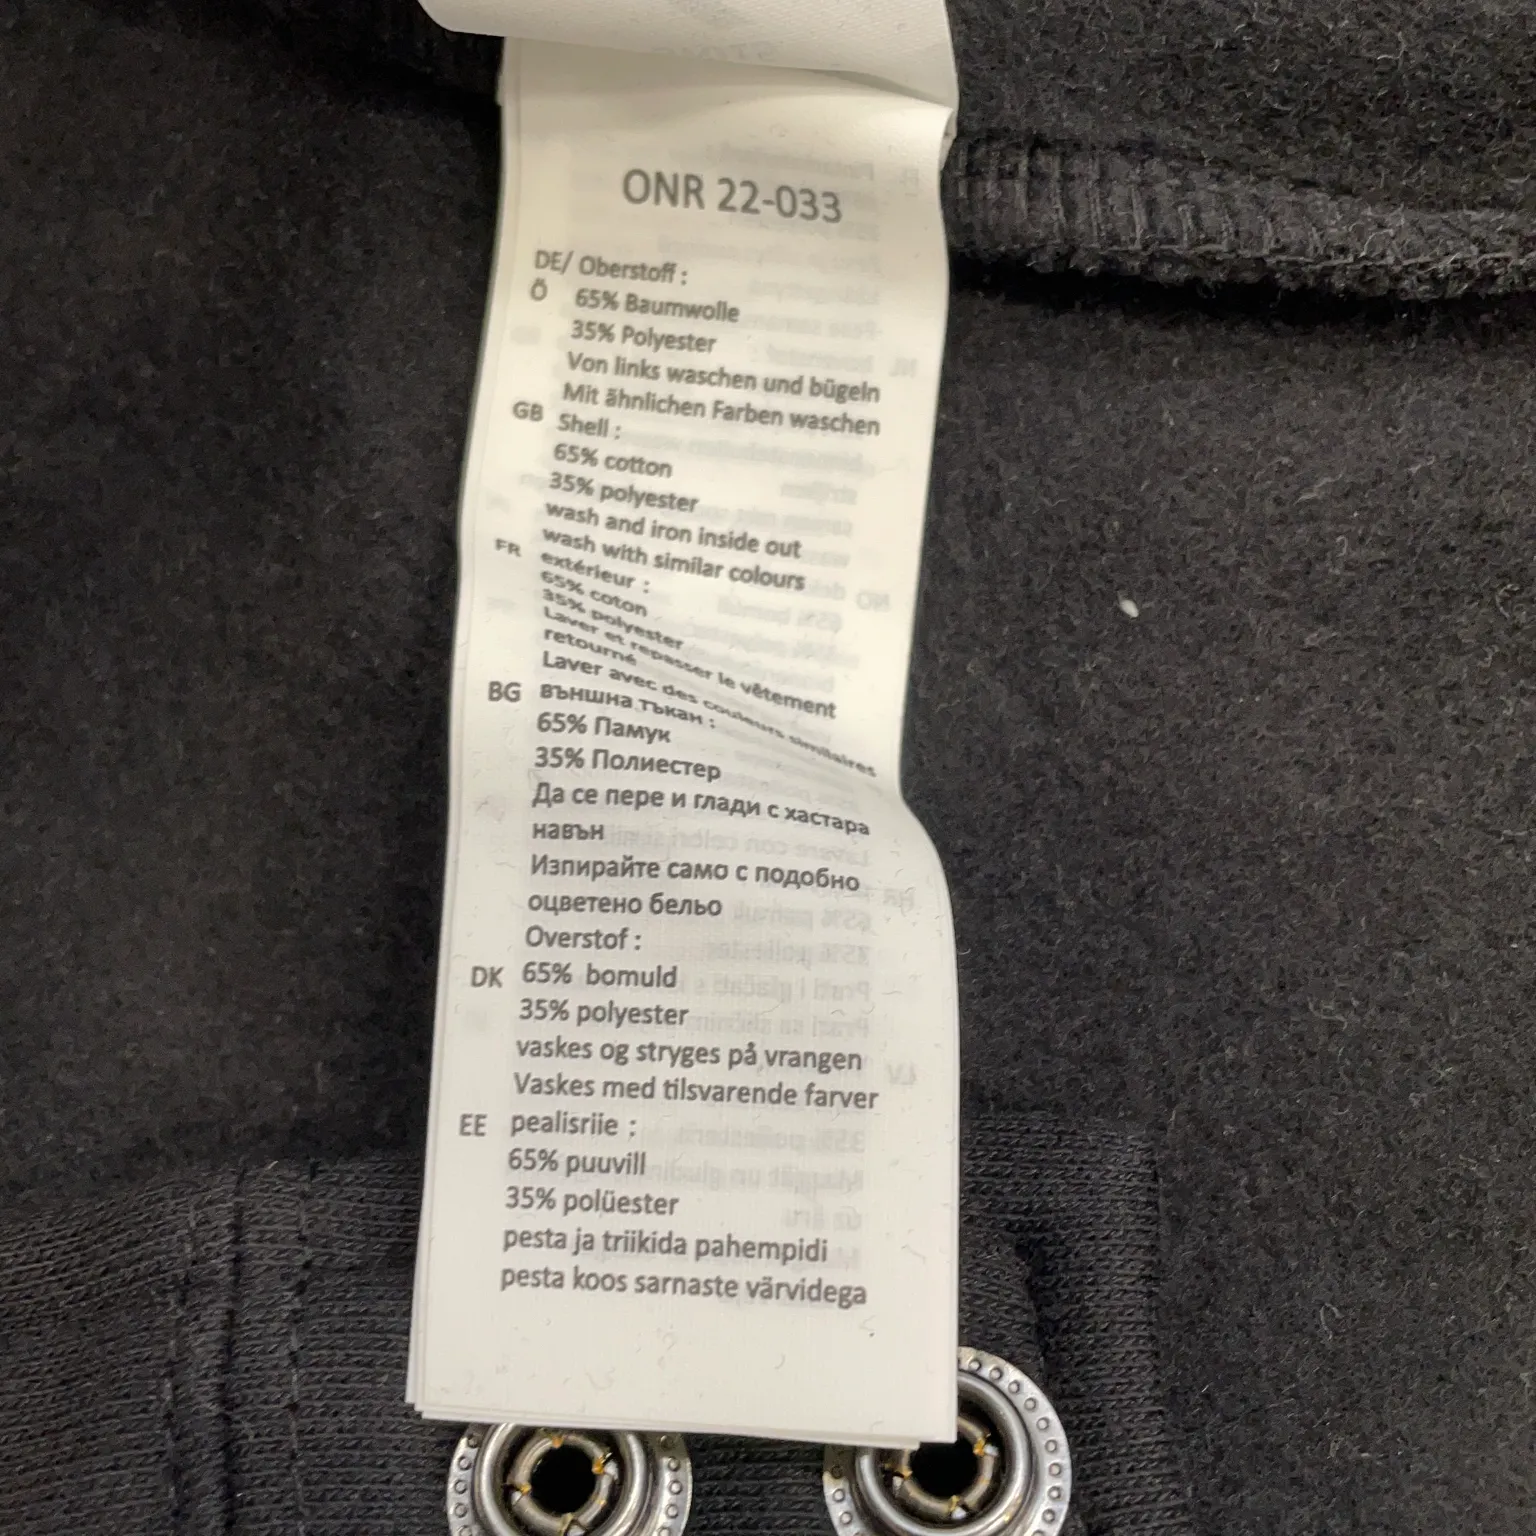 ONR 22-033
DE/ Oberstoff :
Ö 65% Baumwolle
35% Polyester
Von links waschen und bügeln
Mit ähnlichen Farben waschen
GB Shell :
65% cotton
35% polyester
wash and iron inside out
wash with similar colours
FR extérieur :
65% coton
35% polyester
Laver et repasser le vêtement
retourné
Laver avec des couleurs similaires
BG външна тъкан :
65% Памук
35% Полиестер
Да се пере и глади с хастара
навън
Изпирайте само с подобно
оцветено бельо
Overstof :
DK 65% bomuld
35% polyester
vaskes og stryges på vrangen
Vaskes med tilsvarende farver
EE pealisriie :
65% puuvill
35% polüester
pesta ja triikida pahempidi
pesta koos sarnaste värvidega